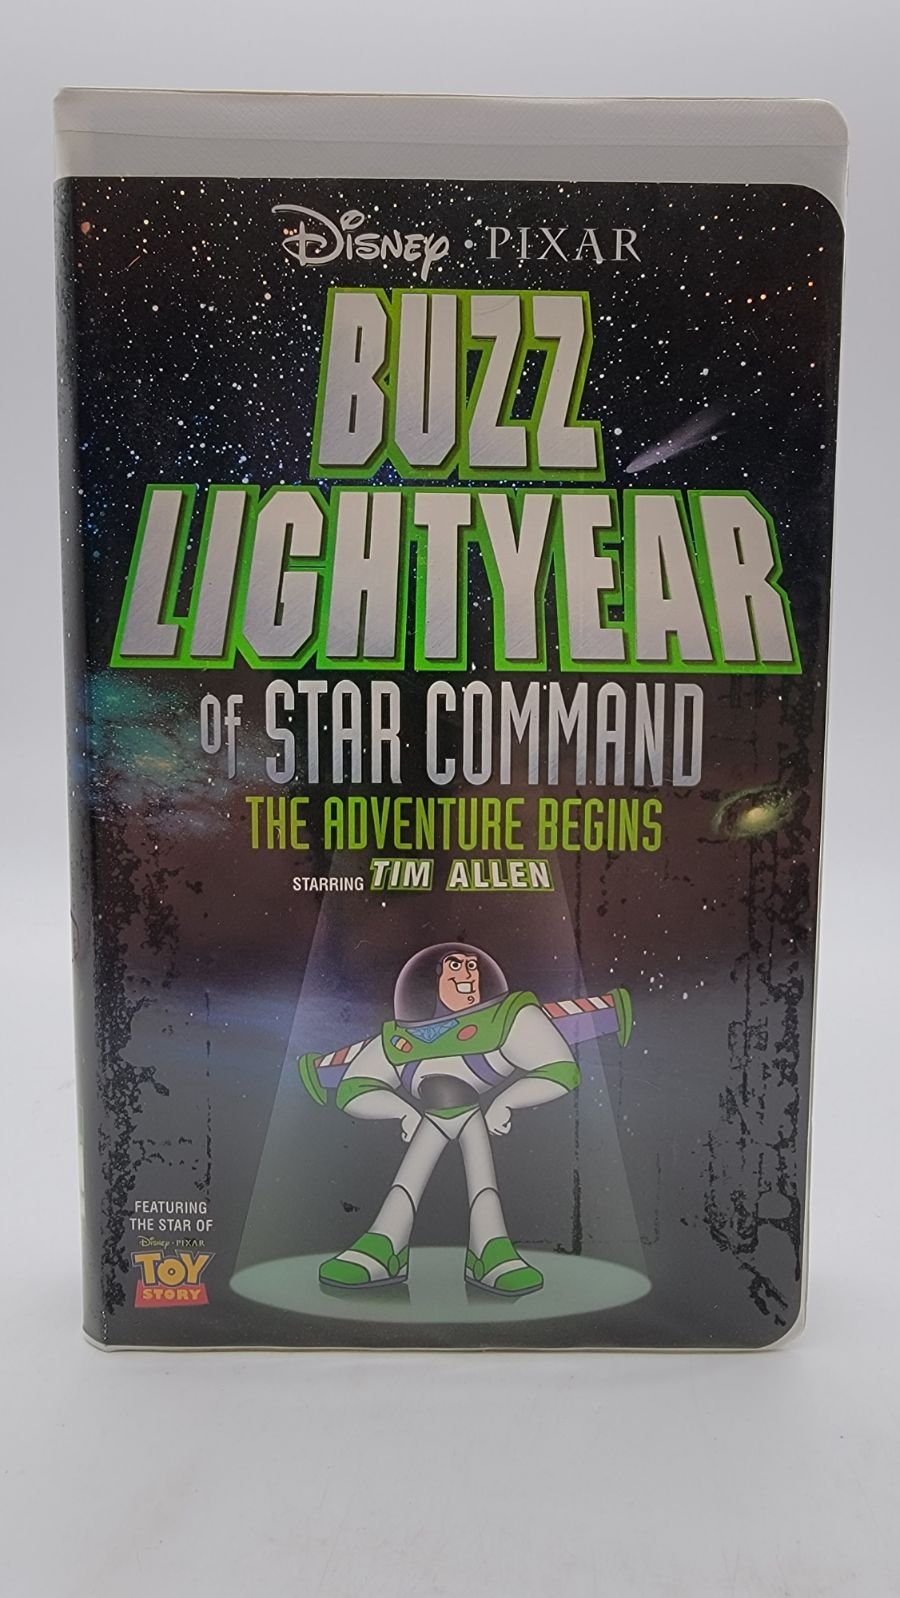 Disney · PIXAR
BUZZ
LIGHTYEAR
of STAR COMMAND
THE ADVENTURE BEGINS
STARRING TIM ALLEN
FEATURING
THE STAR OF
Disney · PIXAR
TOY
STORY